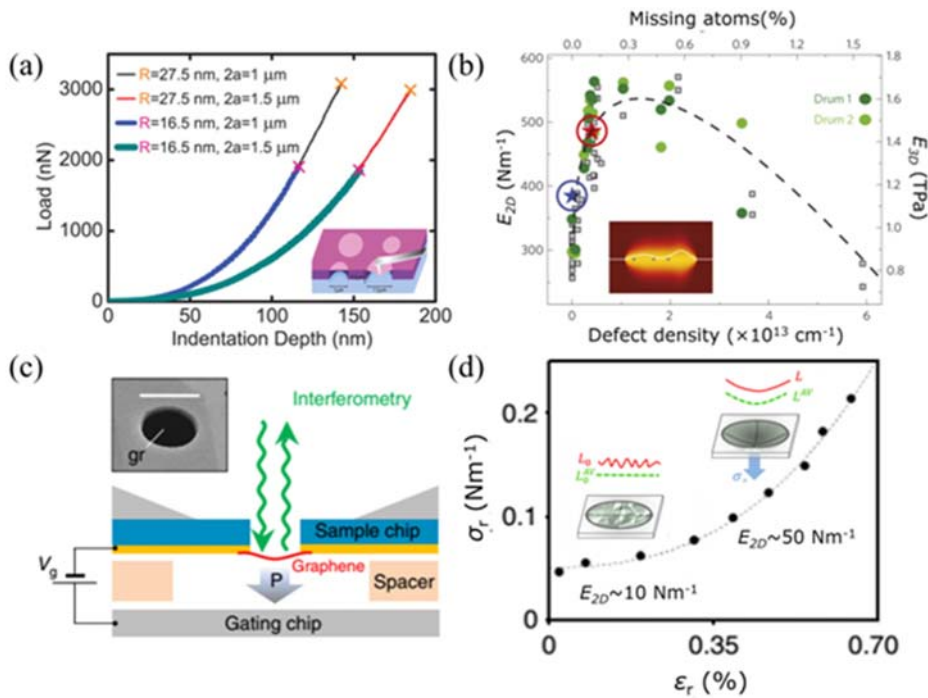 (a)
R=27.5 nm, 2a=1 μm
R=27.5 nm, 2a=1.5 μm
R=16.5 nm, 2a=1 μm
R=16.5 nm, 2a=1.5 μm
Load (nN)
3000
2000
1000
0
0 50 100 150 200
Indentation Depth (nm)
(b)
Missing atoms(%)
0.0 0.3 0.6 0.9 1.2 1.5
E2D (Nm-1)
600
500
400
300
Drum 1
Drum 2
1.8
1.6
1.4
1.2
1.0
0.8
E3D (TPa)
0 2 4 6
Defect density (×10¹³ cm⁻¹)
(c)
gr
Interferometry
Sample chip
Graphene
Vg
P
Spacer
Gating chip
(d)
σr (Nm-1)
0.2
0.1
0
L
LAV
L0
L0AV
σr
E2D~50 Nm-1
E2D~10 Nm-1
0 0.35 0.70
εr (%)